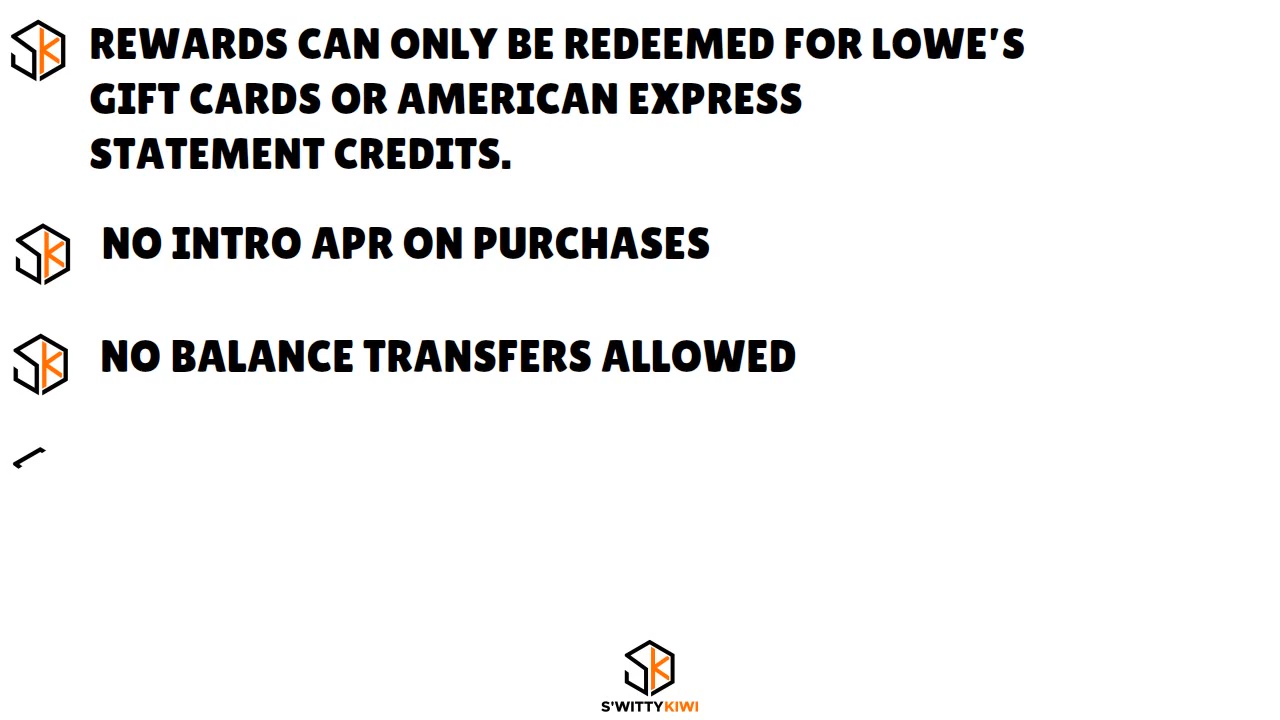 REWARDS CAN ONLY BE REDEEMED FOR LOWE'S
GIFT CARDS OR AMERICAN EXPRESS
STATEMENT CREDITS.
NO INTRO APR ON PURCHASES
NO BALANCE TRANSFERS ALLOWED
S'WITTYKIWI